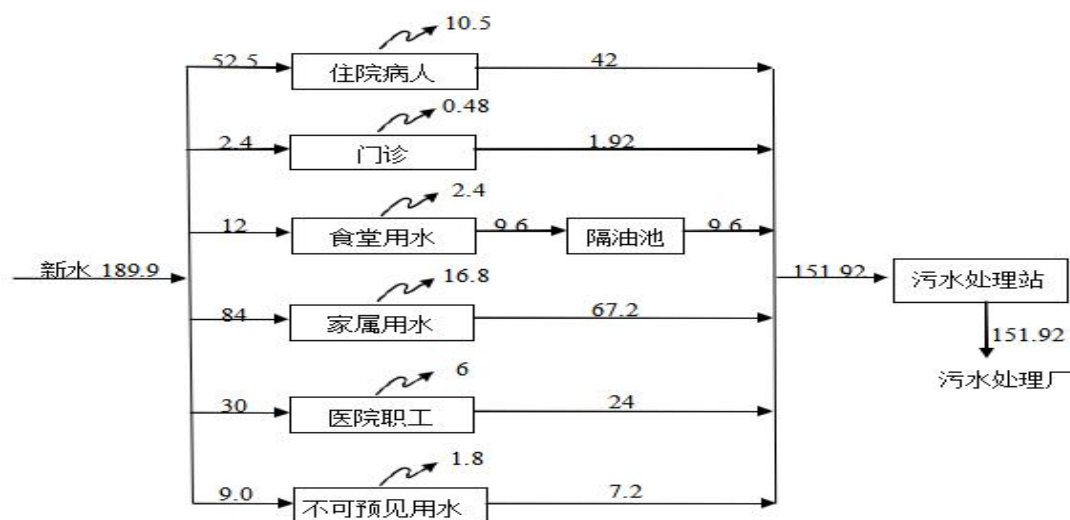 10.5
52.5 住院病人 42
0.48
2.4 门诊 1.92
2.4
12 食堂用水 9.6 隔油池 9.6
新水 189.9
151.92 污水处理站
16.8
84 家属用水 67.2
151.92
污水处理厂
6
30 医院职工 24
1.8
9.0 不可预见用水 7.2